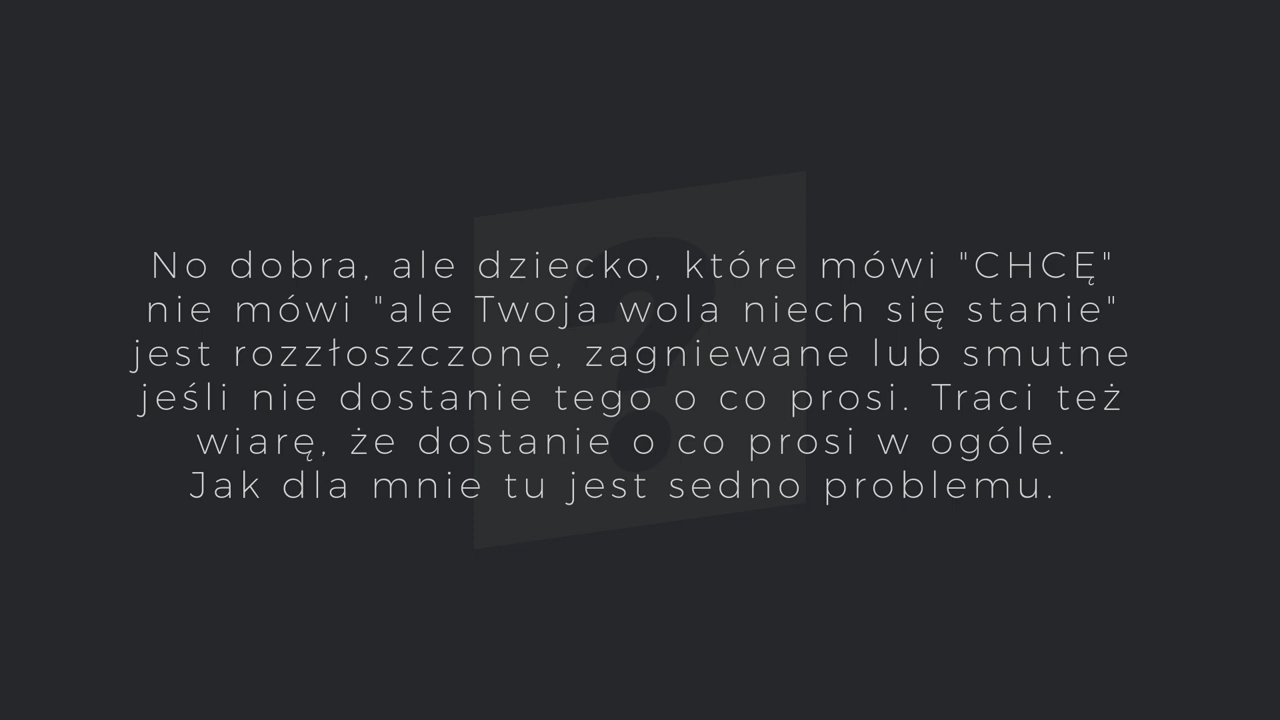 No dobra, ale dziecko, które mówi "CHCĘ"
nie mówi "ale Twoja wola niech się stanie"
jest rozzłoszczone, zagniewane lub smutne
jeśli nie dostanie tego o co prosi. Traci też
wiarę, że dostanie o co prosi w ogóle.
Jak dla mnie tu jest sedno problemu.